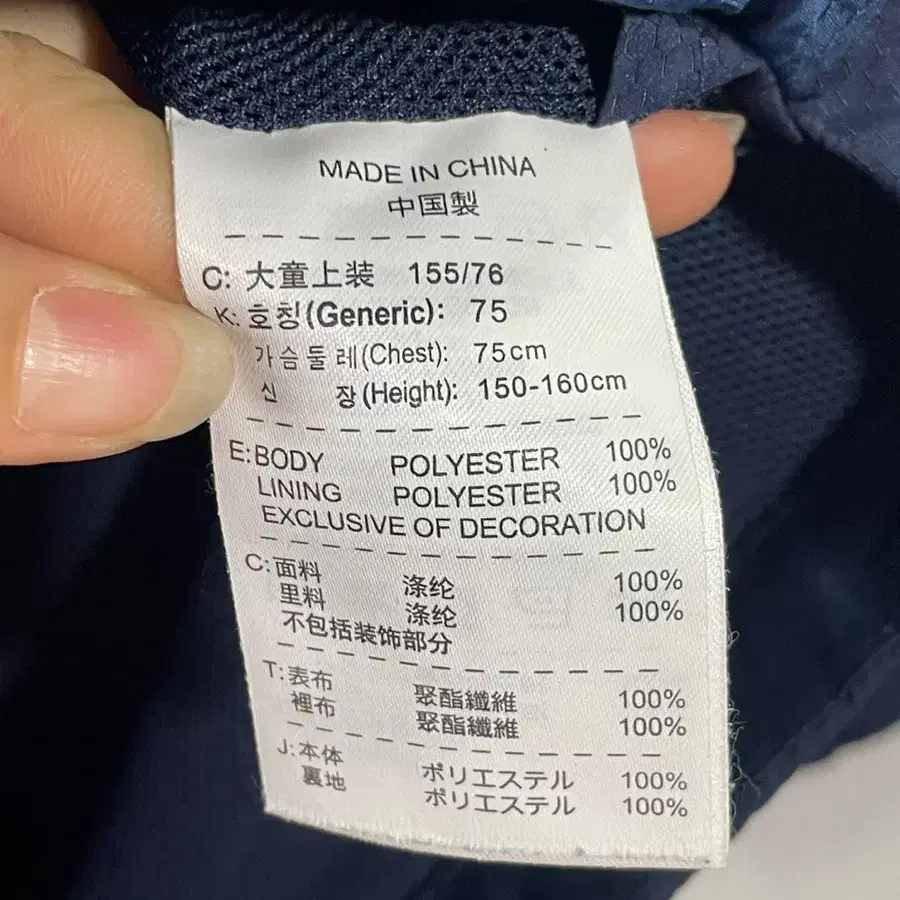 MADE IN CHINA
中国製
C: 大童上装 155/76
K: 호칭(Generic): 75
가슴둘레(Chest): 75cm
신 장(Height): 150-160cm
E:BODY POLYESTER 100%
LINING POLYESTER 100%
EXCLUSIVE OF DECORATION
C:面料 涤纶 100%
里料 涤纶 100%
不包括装饰部分
T:表布 聚酯纖維 100%
裡布 聚酯纖維 100%
J:本体 ポリエステル 100%
裏地 ポリエステル 100%